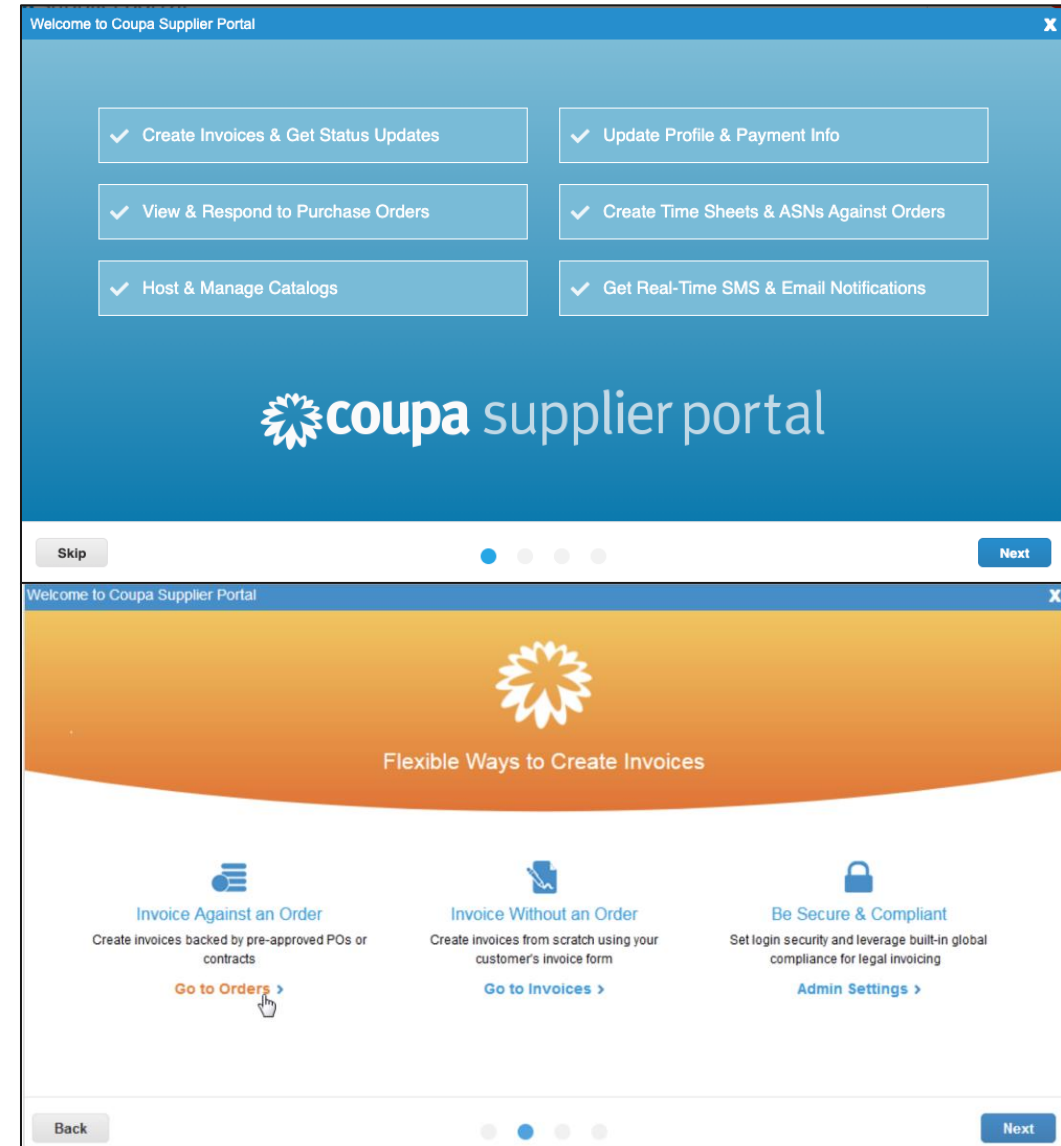 Welcome to Coupa Supplier Portal X
Create Invoices & Get Status Updates
Update Profile & Payment Info
View & Respond to Purchase Orders
Create Time Sheets & ASNs Against Orders
Host & Manage Catalogs
Get Real-Time SMS & Email Notifications
coupa supplier portal
Skip
Next
Welcome to Coupa Supplier Portal X
Flexible Ways to Create Invoices
Invoice Against an Order
Create invoices backed by pre-approved POs or
contracts
Go to Orders >
Invoice Without an Order
Create invoices from scratch using your
customer's invoice form
Go to Invoices >
Be Secure & Compliant
Set login security and leverage built-in global
compliance for legal invoicing
Admin Settings >
Back
Next